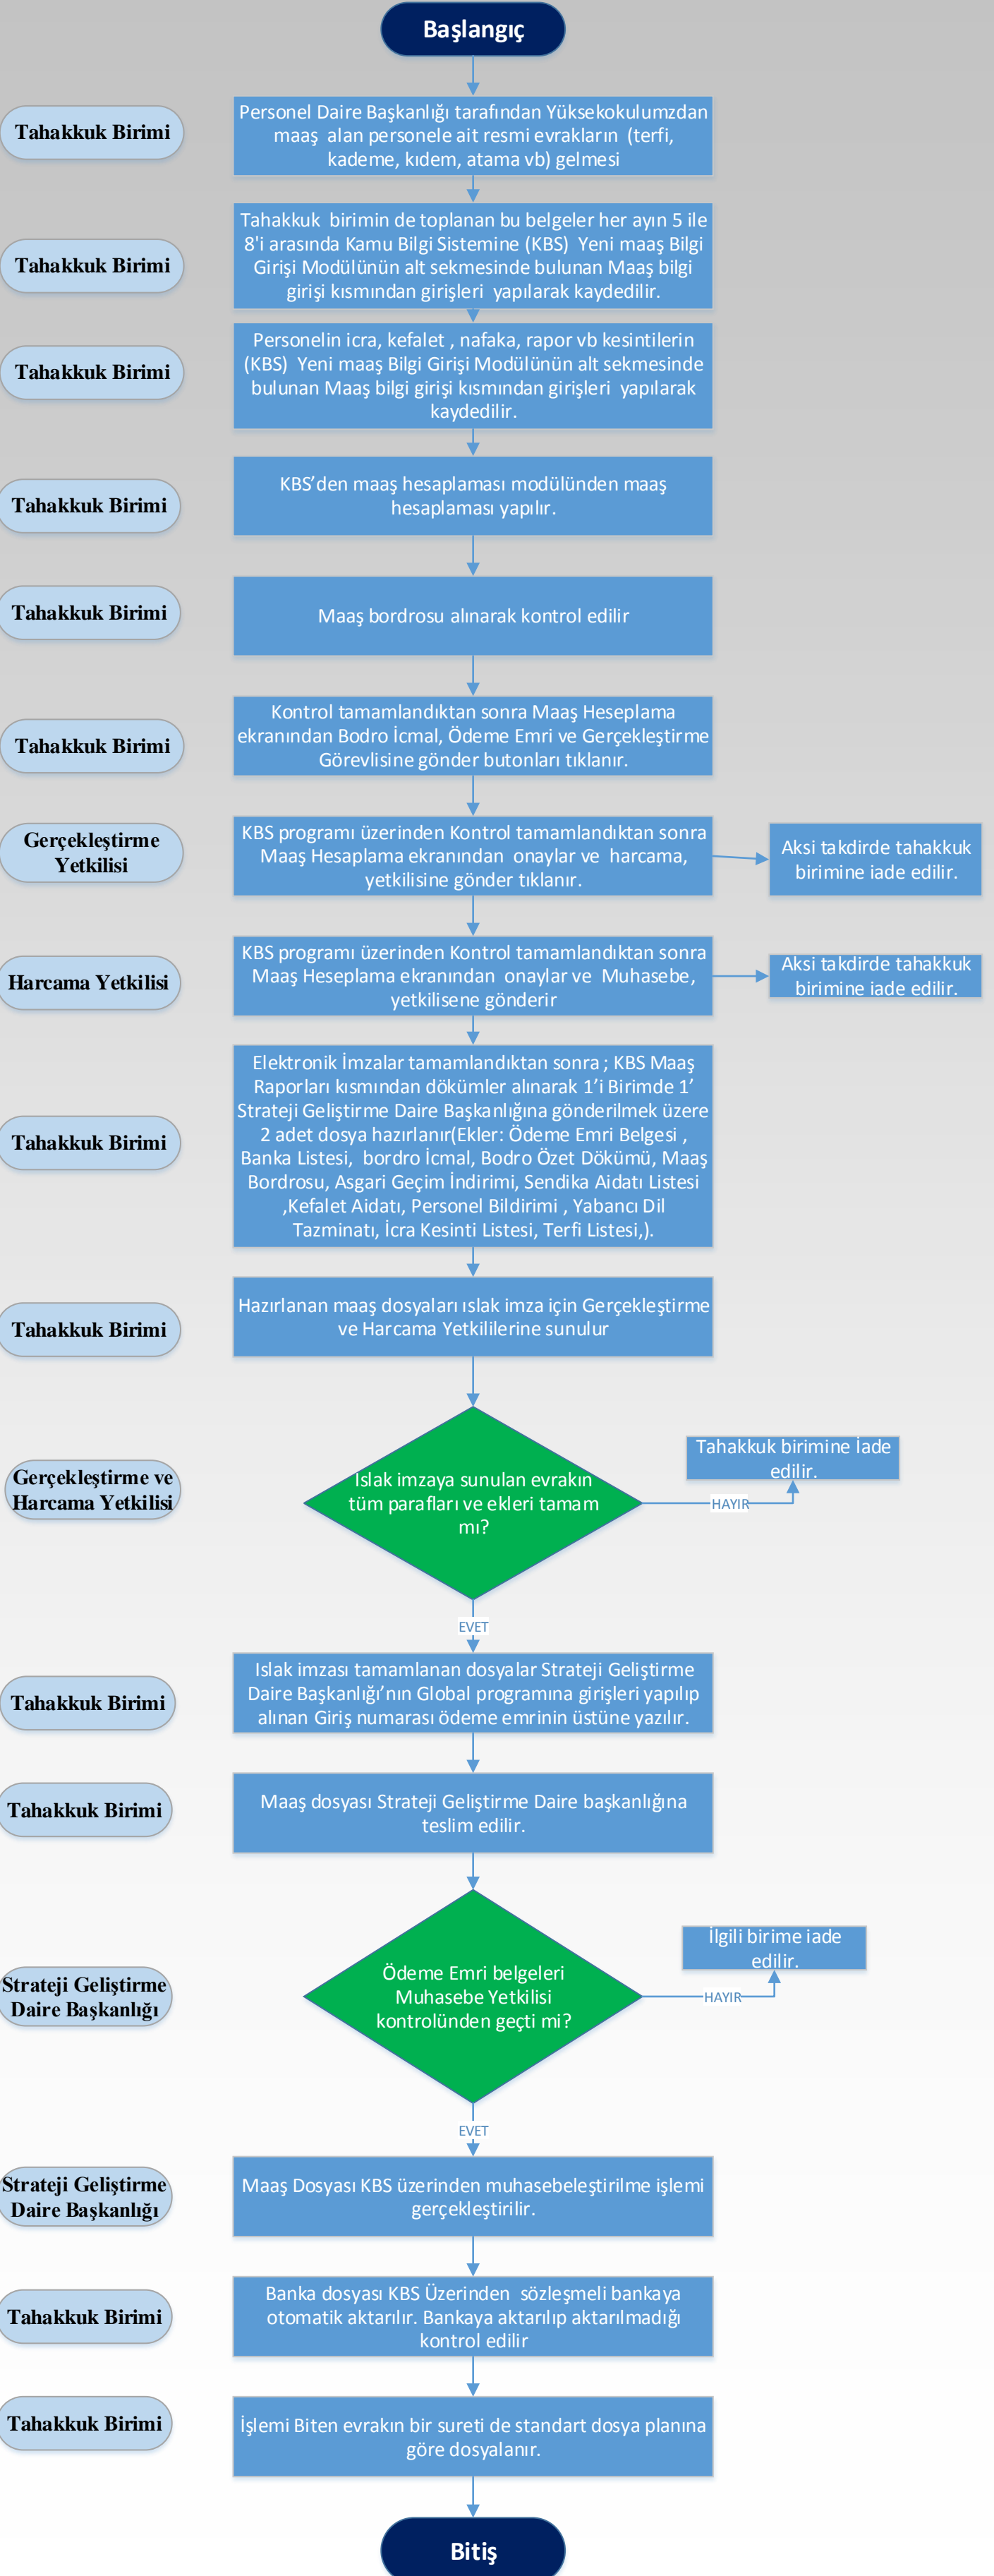 Başlangıç
Tahakkuk Birimi
Personel Daire Başkanlığı tarafından Yüksekokulumzdan
maaş alan personele ait resmi evrakların (terfi,
kademe, kıdem, atama vb) gelmesi
Tahakkuk Birimi
Tahakkuk birimin de toplanan bu belgeler her ayın 5 ile
8'i arasında Kamu Bilgi Sistemine (KBS) Yeni maaş Bilgi
Girişi Modülünün alt sekmesinde bulunan Maaş bilgi
girişi kısmından girişleri yapılarak kaydedilir.
Tahakkuk Birimi
Personelin icra, kefalet , nafaka, rapor vb kesintilerin
(KBS) Yeni maaş Bilgi Girişi Modülünün alt sekmesinde
bulunan Maaş bilgi girişi kısmından girişleri yapılarak
kaydedilir.
Tahakkuk Birimi
KBS’den maaş hesaplaması modülünden maaş
hesaplaması yapılır.
Tahakkuk Birimi
Maaş bordrosu alınarak kontrol edilir
Tahakkuk Birimi
Kontrol tamamlandıktan sonra Maaş Heseplama
ekranından Bodro İcmal, Ödeme Emri ve Gerçekleştirme
Görevlisine gönder butonları tıklanır.
Gerçekleştirme
Yetkilisi
KBS programı üzerinden Kontrol tamamlandıktan sonra
Maaş Hesaplama ekranından onaylar ve harcama,
yetkilisine gönder tıklanır.
Aksi takdirde tahakkuk
birimine iade edilir.
Harcama Yetkilisi
KBS programı üzerinden Kontrol tamamlandıktan sonra
Maaş Heseplama ekranından onaylar ve Muhasebe,
yetkilisene gönderir
Aksi takdirde tahakkuk
birimine iade edilir.
Tahakkuk Birimi
Elektronik İmzalar tamamlandıktan sonra ; KBS Maaş
Raporları kısmından dökümler alınarak 1’i Birimde 1’
Strateji Geliştirme Daire Başkanlığına gönderilmek üzere
2 adet dosya hazırlanır(Ekler: Ödeme Emri Belgesi ,
Banka Listesi, bordro İcmal, Bodro Özet Dökümü, Maaş
Bordrosu, Asgari Geçim İndirimi, Sendika Aidatı Listesi
,Kefalet Aidatı, Personel Bildirimi , Yabancı Dil
Tazminatı, İcra Kesinti Listesi, Terfi Listesi,).
Tahakkuk Birimi
Hazırlanan maaş dosyaları ıslak imza için Gerçekleştirme
ve Harcama Yetkililerine sunulur
Gerçekleştirme ve
Harcama Yetkilisi
Islak imzaya sunulan evrakın
tüm parafları ve ekleri tamam
mı?
HAYIR
Tahakkuk birimine İade
edilir.
EVET
Tahakkuk Birimi
Islak imzası tamamlanan dosyalar Strateji Geliştirme
Daire Başkanlığı’nın Global programına girişleri yapılıp
alınan Giriş numarası ödeme emrinin üstüne yazılır.
Tahakkuk Birimi
Maaş dosyası Strateji Geliştirme Daire başkanlığına
teslim edilir.
Strateji Geliştirme
Daire Başkanlığı
Ödeme Emri belgeleri
Muhasebe Yetkilisi
kontrolünden geçti mi?
HAYIR
İlgili birime iade
edilir.
EVET
Strateji Geliştirme
Daire Başkanlığı
Maaş Dosyası KBS üzerinden muhasebeleştirilme işlemi
gerçekleştirilir.
Tahakkuk Birimi
Banka dosyası KBS Üzerinden sözleşmeli bankaya
otomatik aktarılır. Bankaya aktarılıp aktarılmadığı
kontrol edilir
Tahakkuk Birimi
İşlemi Biten evrakın bir sureti de standart dosya planına
göre dosyalanır.
Bitiş